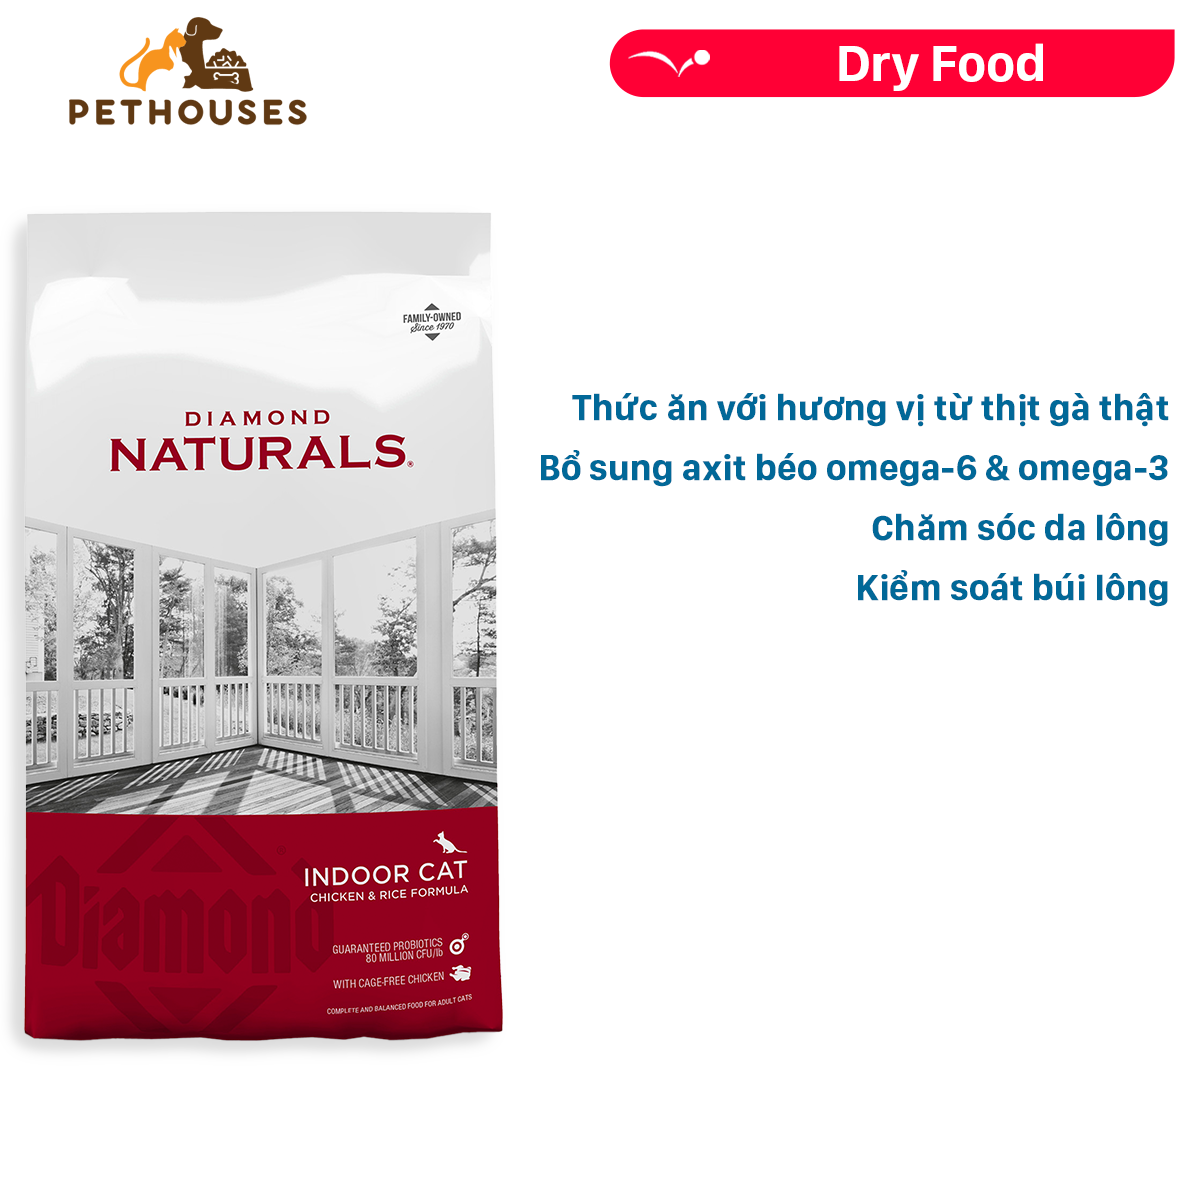 PETHOUSES
Dry Food
FAMILY-OWNED
Since 1970
DIAMOND
NATURALS®
Thức ăn với hương vị từ thịt gà thật
Bổ sung axit béo omega-6 & omega-3
Chăm sóc da lông
Kiểm soát búi lông
Diamond®
INDOOR CAT
CHICKEN & RICE FORMULA
GUARANTEED PROBIOTICS
80 MILLION CFU/lb
WITH CAGE-FREE CHICKEN
COMPLETE AND BALANCED FOOD FOR ADULT CATS